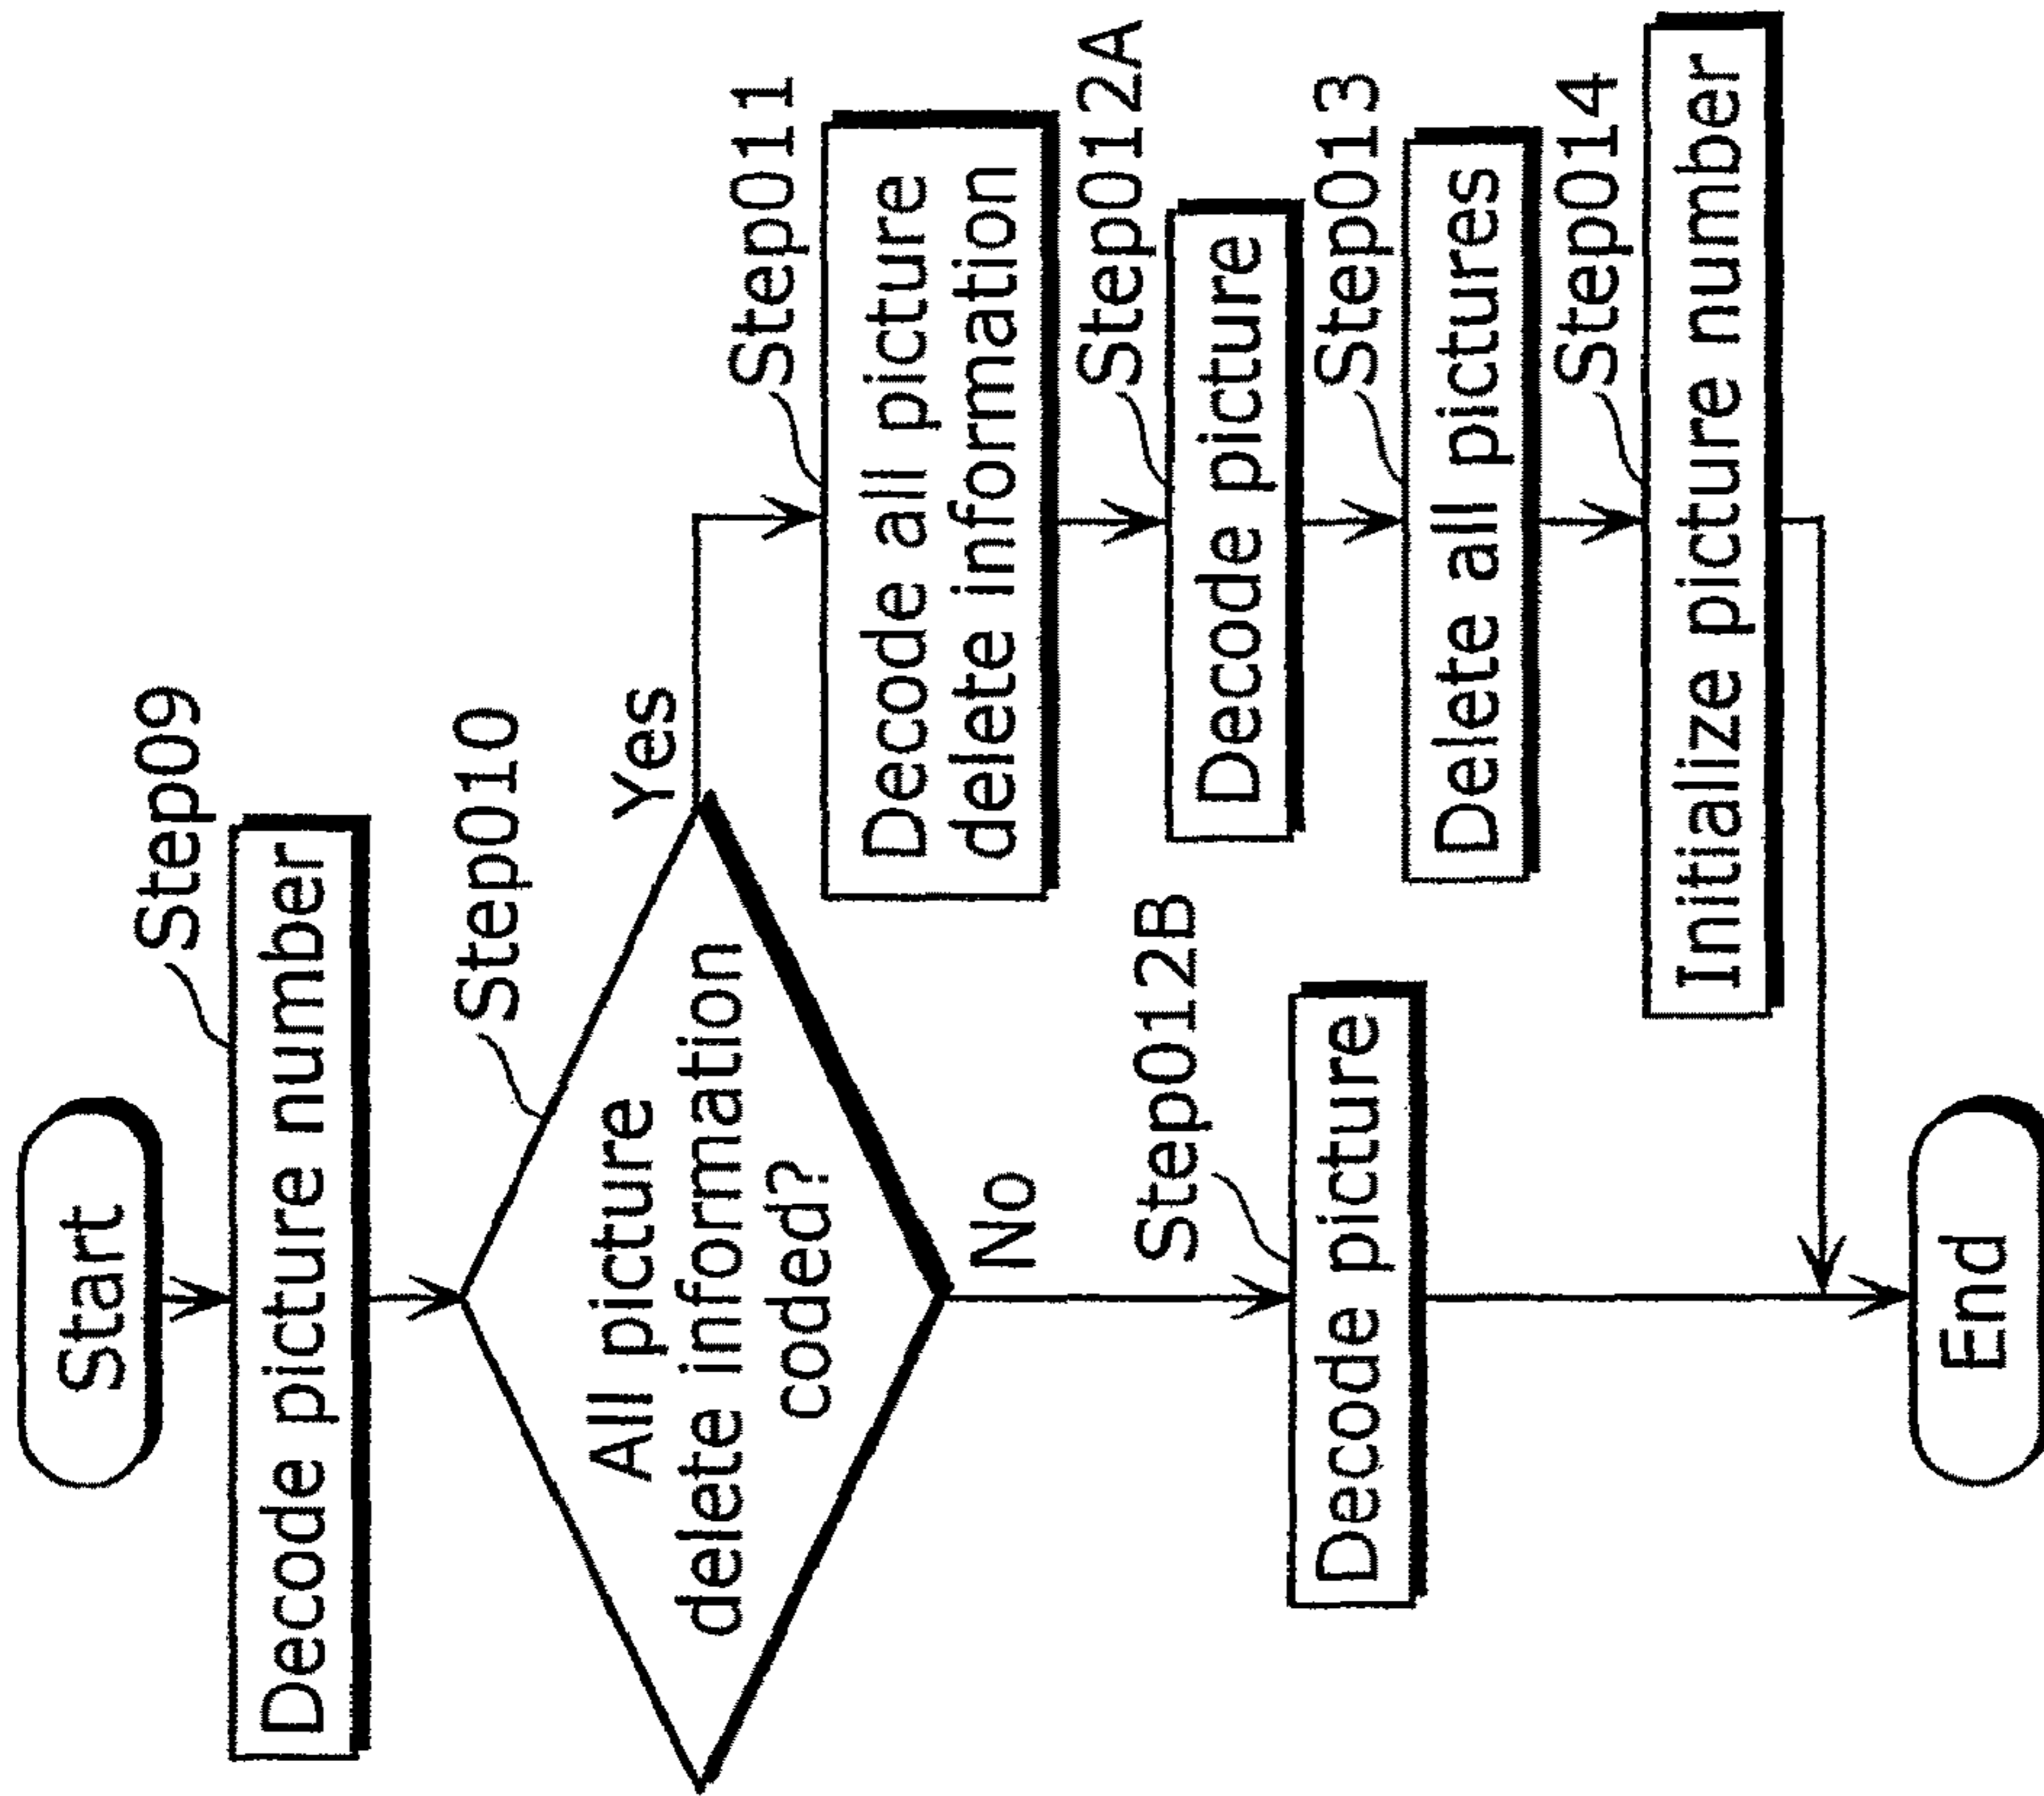 Start
Step09
Decode picture number
Step010
All picture
delete information
coded?
Yes
Step011
Decode all picture
delete information
Step012A
Decode picture
Step013
Delete all pictures
Step014
Initialize picture number
No
Step012B
Decode picture
End